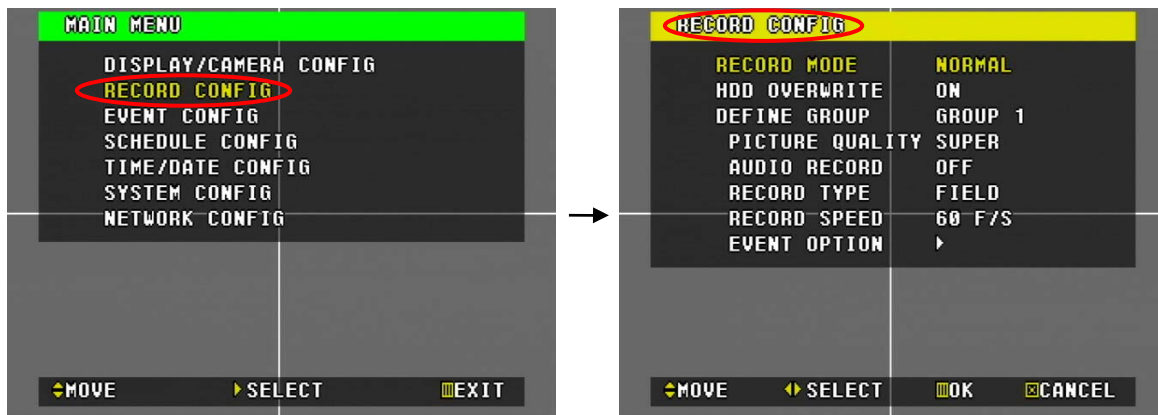 MAIN MENU
DISPLAY/CAMERA CONFIG
RECORD CONFIG
EVENT CONFIG
SCHEDULE CONFIG
TIME/DATE CONFIG
SYSTEM CONFIG
NETWORK CONFIG
MOVE SELECT EXIT
RECORD CONFIG
RECORD MODE NORMAL
HDD OVERWRITE ON
DEFINE GROUP GROUP 1
PICTURE QUALITY SUPER
AUDIO RECORD OFF
RECORD TYPE FIELD
RECORD SPEED 60 F/S
EVENT OPTION
MOVE SELECT OK CANCEL